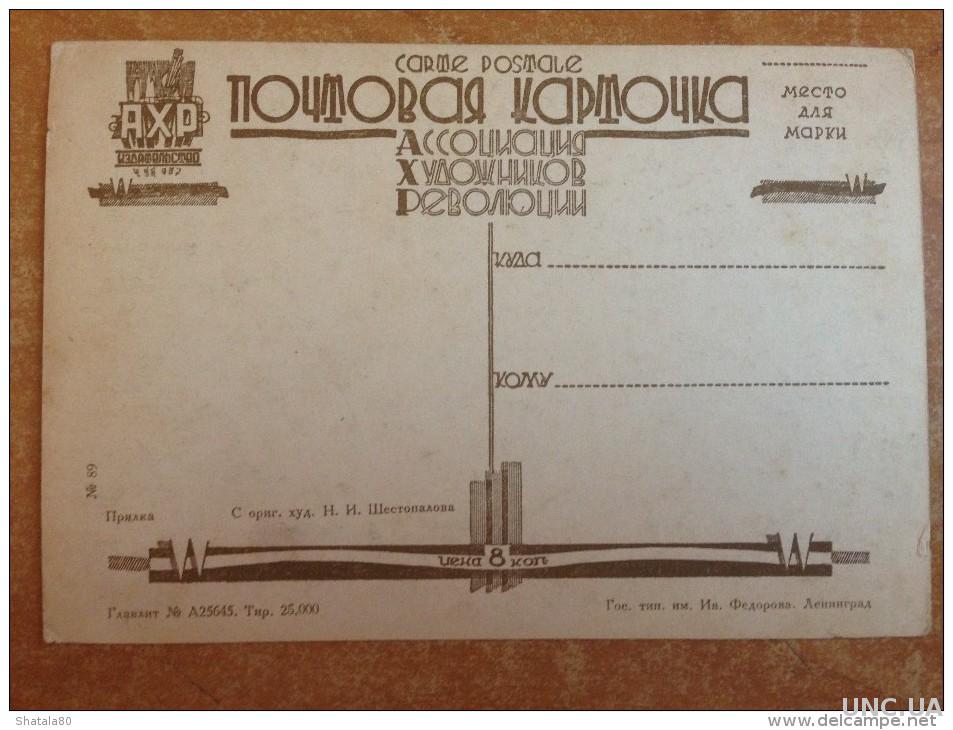 CARTE POSTALE
ПОЧТОВАЯ КАРТОЧКА
АХР
ИЗДАТЕЛЬСТВО
МЕСТО
ДЛЯ
МАРКИ
АССОЦИАЦИЯ
ХУДОЖНИКОВ
РЕВОЛЮЦИИ
КУДА
КОМУ
№ 89
Прялка
С ориг. худ. Н. И. Шестопалова
цена 8 коп.
Главлит № А25645. Тир. 25,000
Гос. тип. им. Ив. Федорова. Ленинград
UNC.UA
Shatala80
www.delcampe.net